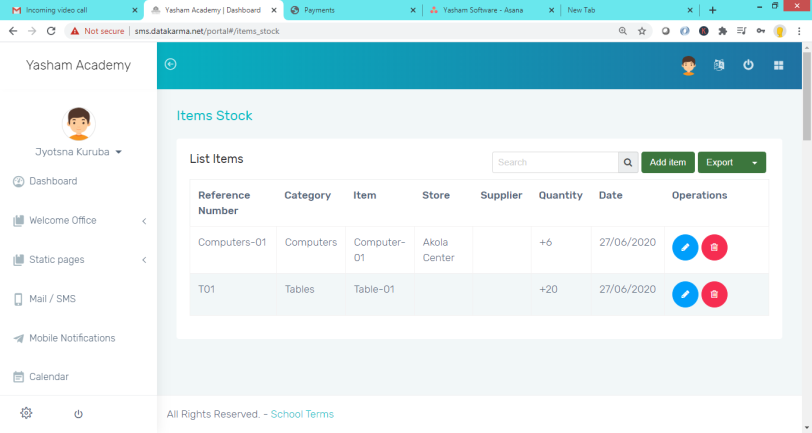 Incoming video call
Yasham Academy | Dashboard
Payments
Yasham Software - Asana
New Tab
Not secure | sms.datakarma.net/portal#/items_stock
Yasham Academy
Jyotsna Kuruba
Dashboard
Welcome Office
Static pages
Mail / SMS
Mobile Notifications
Calendar
Items Stock
List Items
Search
Add item
Export
Reference Number Category Item Store Supplier Quantity Date Operations
Computers-01 Computers Computer-01 Akola Center +6 27/06/2020
T01 Tables Table-01 +20 27/06/2020
All Rights Reserved. - School Terms